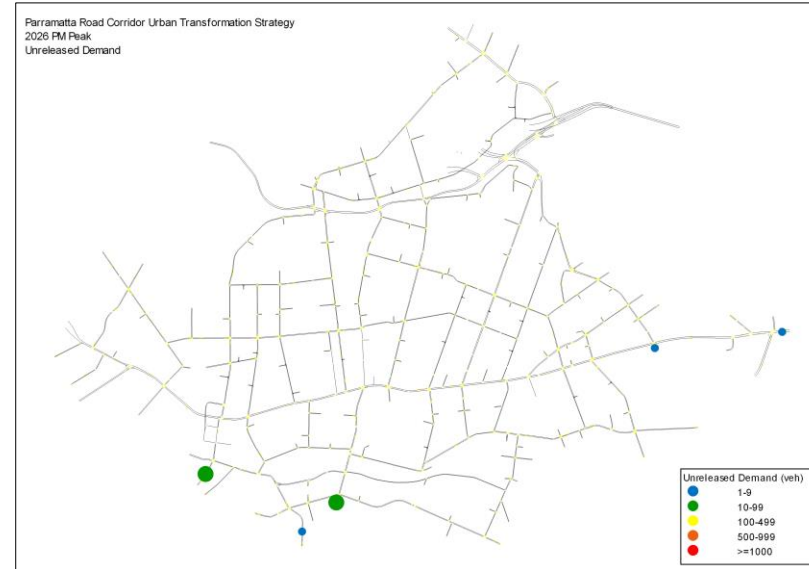 Parramatta Road Corridor Urban Transformation Strategy
2026 PM Peak
Unreleased Demand
Unreleased Demand (veh)
1-9
10-99
100-499
500-999
>=1000